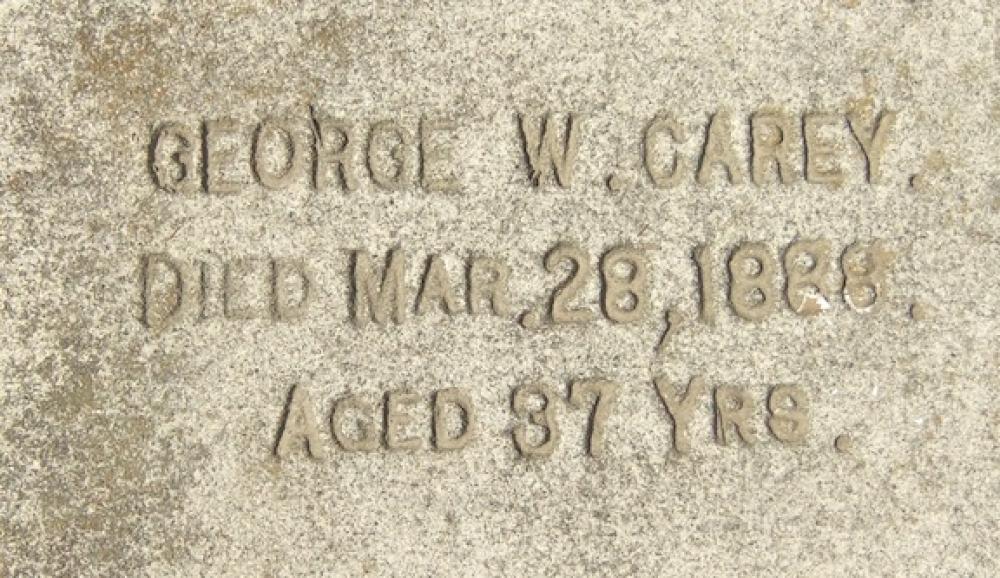 GEORGE W. CAREY.
DIED MAR. 28, 1888.
AGED 37 YRS.